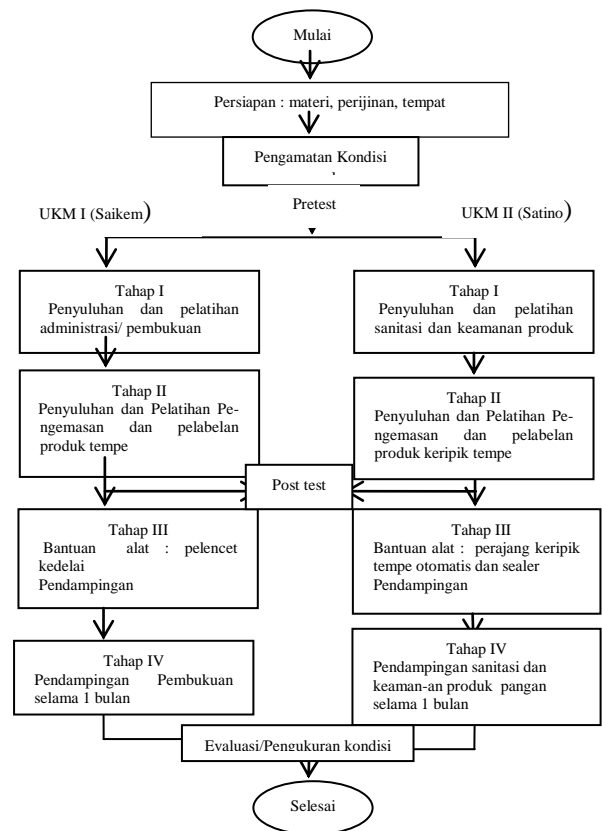 Mulai
Persiapan : materi, perijinan, tempat
Pengamatan Kondisi
Pretest
UKM I (Saikem)
UKM II (Satino)
Tahap I
Penyuluhan dan pelatihan
administrasi/ pembukuan
Tahap I
Penyuluhan dan pelatihan
sanitasi dan keamanan produk
Tahap II
Penyuluhan dan Pelatihan Pe-
ngemasan dan pelabelan
produk tempe
Tahap II
Penyuluhan dan Pelatihan Pe-
ngemasan dan pelabelan
produk keripik tempe
Post test
Tahap III
Bantuan alat : pelencet
kedelai
Pendampingan
Tahap III
Bantuan alat : perajang keripik
tempe otomatis dan sealer
Pendampingan
Tahap IV
Pendampingan Pembukuan
selama 1 bulan
Tahap IV
Pendampingan sanitasi dan
keaman-an produk pangan
selama 1 bulan
Evaluasi/Pengukuran kondisi
Selesai